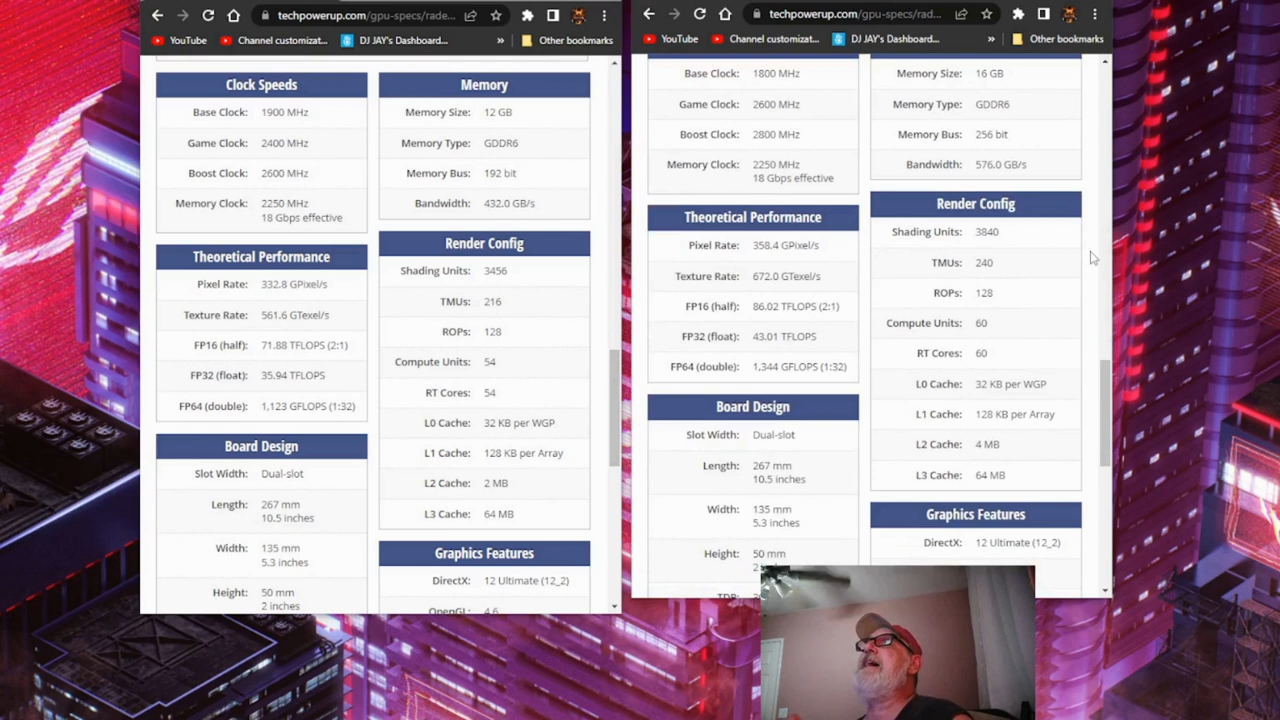 techpowerup.com/gpu-specs/rade...
YouTube
Channel customizat...
DJ JAY's Dashboard...
»
Other bookmarks
Clock Speeds
Base Clock: 1900 MHz
Game Clock: 2400 MHz
Boost Clock: 2600 MHz
Memory Clock: 2250 MHz
18 Gbps effective
Theoretical Performance
Pixel Rate: 332.8 GPixel/s
Texture Rate: 561.6 GTexel/s
FP16 (half): 71.88 TFLOPS (2:1)
FP32 (float): 35.94 TFLOPS
FP64 (double): 1,123 GFLOPS (1:32)
Board Design
Slot Width: Dual-slot
Length: 267 mm
10.5 inches
Width: 135 mm
5.3 inches
Height: 50 mm
2 inches
Memory
Memory Size: 12 GB
Memory Type: GDDR6
Memory Bus: 192 bit
Bandwidth: 432.0 GB/s
Render Config
Shading Units: 3456
TMUs: 216
ROPs: 128
Compute Units: 54
RT Cores: 54
L0 Cache: 32 KB per WGP
L1 Cache: 128 KB per Array
L2 Cache: 2 MB
L3 Cache: 64 MB
Graphics Features
DirectX: 12 Ultimate (12_2)
OpenGL: 4.6
techpowerup.com/gpu-specs/rad...
YouTube
Channel customizat...
DJ JAY's Dashboard...
»
Other bookmarks
Base Clock: 1800 MHz
Game Clock: 2600 MHz
Boost Clock: 2800 MHz
Memory Clock: 2250 MHz
18 Gbps effective
Theoretical Performance
Pixel Rate: 358.4 GPixel/s
Texture Rate: 672.0 GTexel/s
FP16 (half): 86.02 TFLOPS (2:1)
FP32 (float): 43.01 TFLOPS
FP64 (double): 1,344 GFLOPS (1:32)
Board Design
Slot Width: Dual-slot
Length: 267 mm
10.5 inches
Width: 135 mm
5.3 inches
Height: 50 mm
TDP:
Memory Size: 16 GB
Memory Type: GDDR6
Memory Bus: 256 bit
Bandwidth: 576.0 GB/s
Render Config
Shading Units: 3840
TMUs: 240
ROPs: 128
Compute Units: 60
RT Cores: 60
L0 Cache: 32 KB per WGP
L1 Cache: 128 KB per Array
L2 Cache: 4 MB
L3 Cache: 64 MB
Graphics Features
DirectX: 12 Ultimate (12_2)